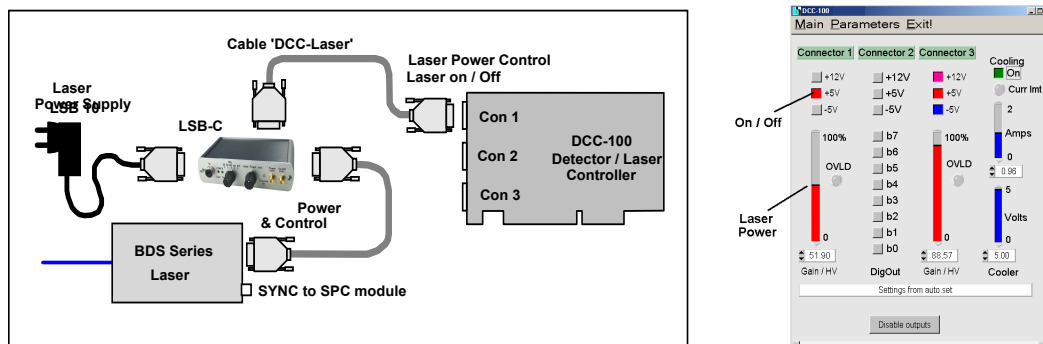 Cable 'DCC-Laser'
Laser Power Control
Laser on / Off
Laser
Power Supply
LSB 10
LSB-C
Con 1
Con 2
Con 3
DCC-100
Detector / Laser
Controller
Power
& Control
BDS Series
Laser
SYNC to SPC module
On / Off
Laser
Power
DCC-100
Main Parameters Exit!
Connector 1 Connector 2 Connector 3
Cooling
On
+12V +12V +12V
Curr lmt
+5V +5V +5V
-5V -5V -5V
2
Amps
0
0.96
100% b7 100%
b6
OVLD b5 OVLD
b4
b3
b2
b1
0 b0 0
5
Volts
0
51.90 88.57 5.00
Gain / HV DigOut Gain / HV Cooler
Settings from auto.set
Disable outputs